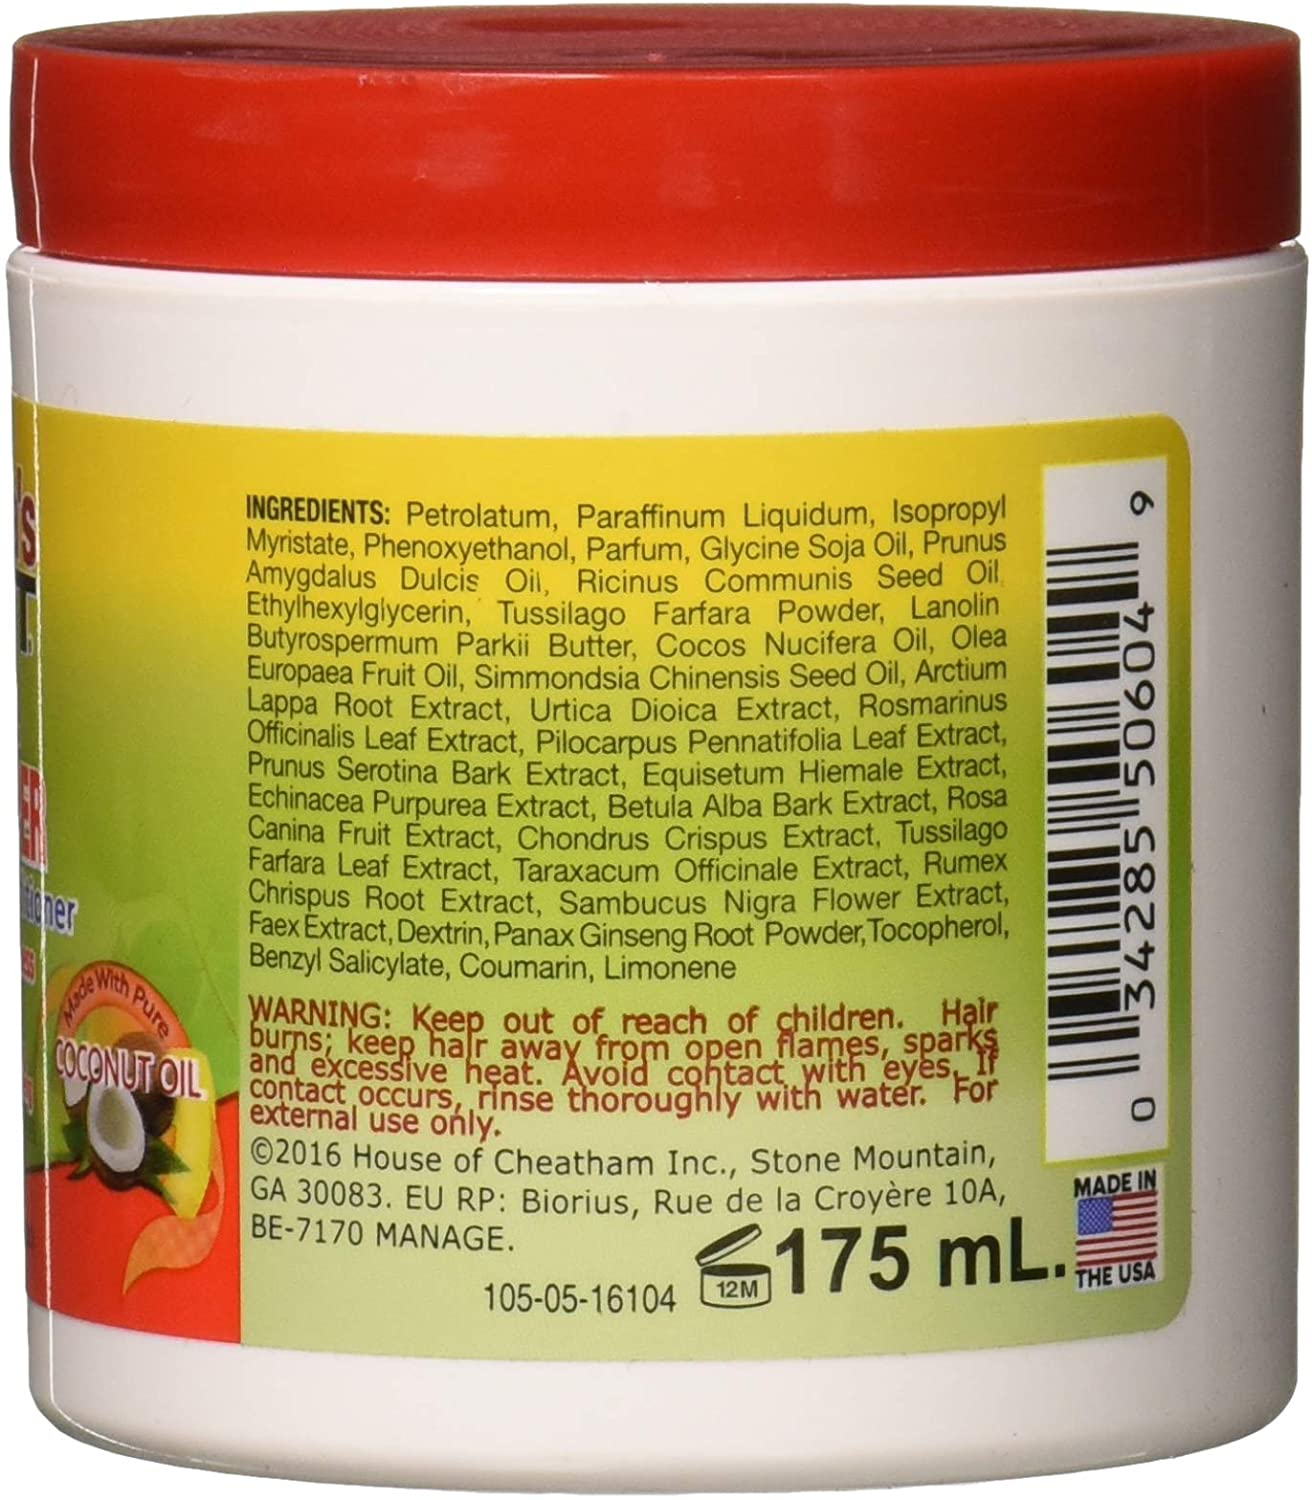 's
T.
ER
tioner
ess
Made With Pure
COCONUT OIL
INGREDIENTS: Petrolatum, Paraffinum Liquidum, Isopropyl
Myristate, Phenoxyethanol, Parfum, Glycine Soja Oil, Prunus
Amygdalus Dulcis Oil, Ricinus Communis Seed Oil
Ethylhexylglycerin, Tussilago Farfara Powder, Lanolin
Butyrospermum Parkii Butter, Cocos Nucifera Oil, Olea
Europaea Fruit Oil, Simmondsia Chinensis Seed Oil, Arctium
Lappa Root Extract, Urtica Dioica Extract, Rosmarinus
Officinalis Leaf Extract, Pilocarpus Pennatifolia Leaf Extract,
Prunus Serotina Bark Extract, Equisetum Hiemale Extract,
Echinacea Purpurea Extract, Betula Alba Bark Extract, Rosa
Canina Fruit Extract, Chondrus Crispus Extract, Tussilago
Farfara Leaf Extract, Taraxacum Officinale Extract, Rumex
Chrispus Root Extract, Sambucus Nigra Flower Extract,
Faex Extract, Dextrin, Panax Ginseng Root Powder, Tocopherol,
Benzyl Salicylate, Coumarin, Limonene
WARNING: Keep out of reach of children. Hair
burns; keep hair away from open flames, sparks
and excessive heat. Avoid contact with eyes. If
contact occurs, rinse thoroughly with water. For
external use only.
©2016 House of Cheatham Inc., Stone Mountain,
GA 30083. EU RP: Biorius, Rue de la Croyère 10A,
BE-7170 MANAGE.
105-05-16104
12M
175 mL.
0 34285 50604 9
MADE IN
THE USA